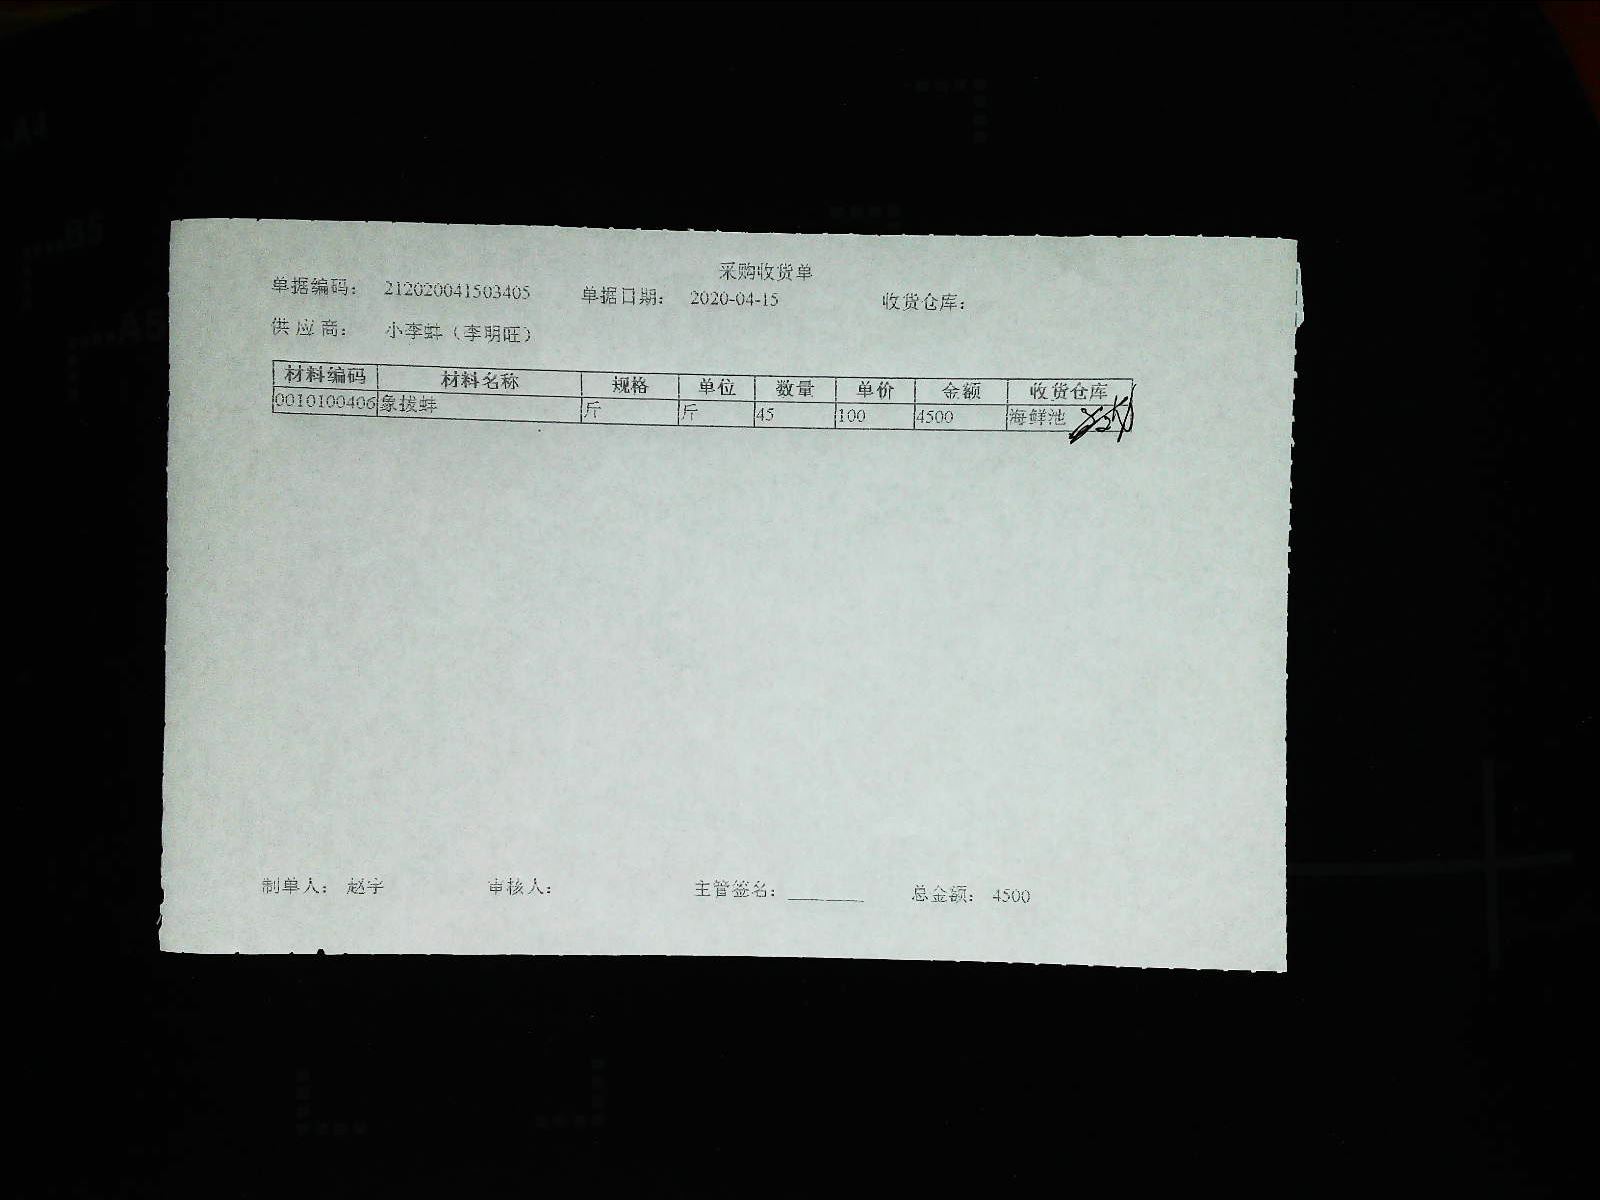 采购收货单
单据编码： 212020041503405 单据日期： 2020-04-15 收货仓库：
供应商： 小李蚌（李明旺）
材料编码 材料名称 规格 单位 数量 单价 金额 收货仓库
0010100406 象拔蚌 斤 斤 45 100 4500 海鲜池
制单人： 赵宇 审核人： 主管签名： 总金额： 4500